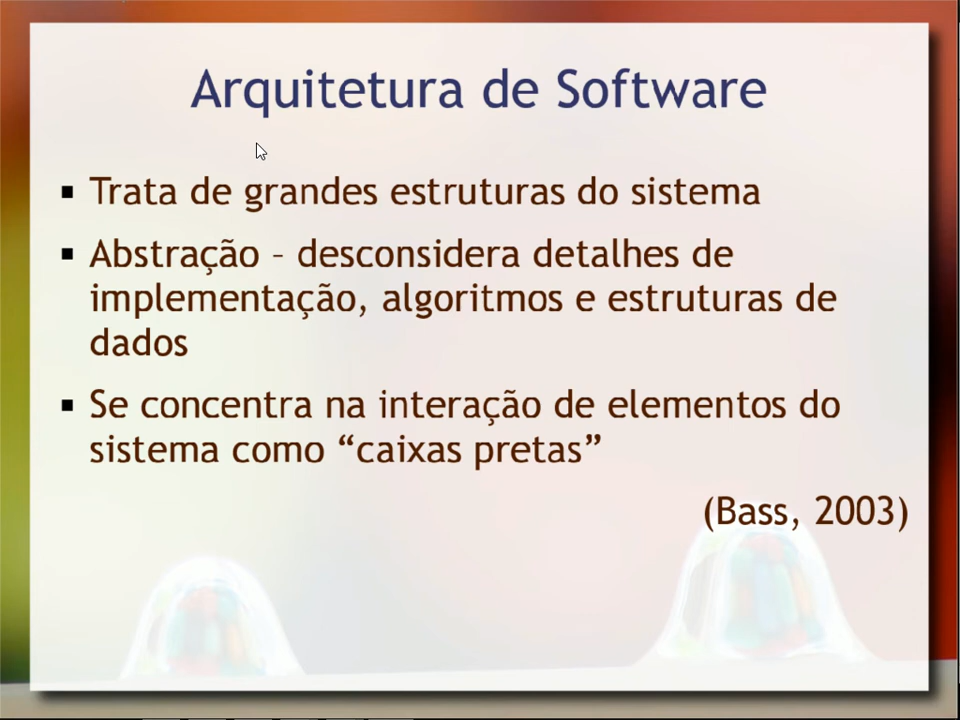 Arquitetura de Software
▪ Trata de grandes estruturas do sistema
▪ Abstração – desconsidera detalhes de
implementação, algoritmos e estruturas de
dados
▪ Se concentra na interação de elementos do
sistema como “caixas pretas”
(Bass, 2003)